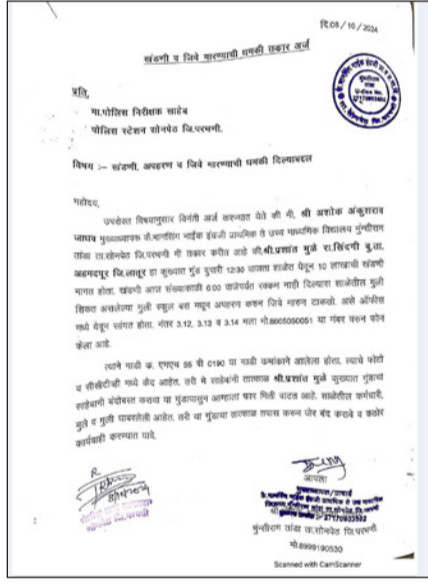 दि.08/10/2024
खंडणी व जिवे मारण्याची धमकी तक्रार अर्ज
प्रति,
मा.पोलिस निरीक्षक साहेब
पोलिस स्टेशन सोनपेठ जि.परभणी.
विषय :– खंडणी, अपहरण व जिवे मारण्याची धमकी दिल्याबद्दल
महोदय,
उपरोक्त विषयानुसार विनंती अर्ज करण्यात येते की मी, श्री अशोक अंकुशराव
जाधव मुख्याध्यापक कै.मानसिंग नाईक इंग्रजी प्राथमिक ते उच्च माध्यमिक विद्यालय मुंग्सीराम
तांडा ता.सोनपेठ जि.परभणी मी तक्रार करीत आहे की,श्री.प्रशांत मुळे रा.सिंदगी बु.ता.
अहमदपूर जि.लातूर हा कुख्यात गुंड दुपारी 12:30 वाजता शाळेत येवून 10 लाखाची खंडणी
मागत होता. खंडणी आज संध्याकाळी 6:00 वाजेपर्यंत रक्कम नाही दिल्यास शाळेतील मुली
शिकत असलेल्या मुली स्कुल बस मधून अपहरण करून जिवे मारून टाकतो. असे ऑफीस
मध्ये येवून सांगत होता. नंतर 3.12, 3.13 व 3.14 मला मो.8605050051 या नंबर वरुन फोन
केला आहे.
त्याने गाडी क्र. एमएच 55 बी 0190 या गाडी क्रमांकाने आलेला होता. त्याचे फोटो
व सीसीटीव्ही मध्ये कैद आहेत. तरी मे साहेबांनी तात्काळ श्री.प्रशांत मुळे कुख्यात गुंडाचा
साहेबांनी बंदोबस्त करावा या गुंडापासून आम्हाला फार भिती वाटत आहे. शाळेतील कर्मचारी,
मुले व मुली घाबरलेली आहेत. तरी या गुंडाचा तात्काळ तपास करून जेर बंद करावे व कठोर
कार्यवाही करण्यात यावे.
आपला
मुख्याध्यापक/प्राचार्य
मुंग्सीराम तांडा ता.सोनपेठ जि.परभणी
मो.8999190530
Scanned with CamScanner